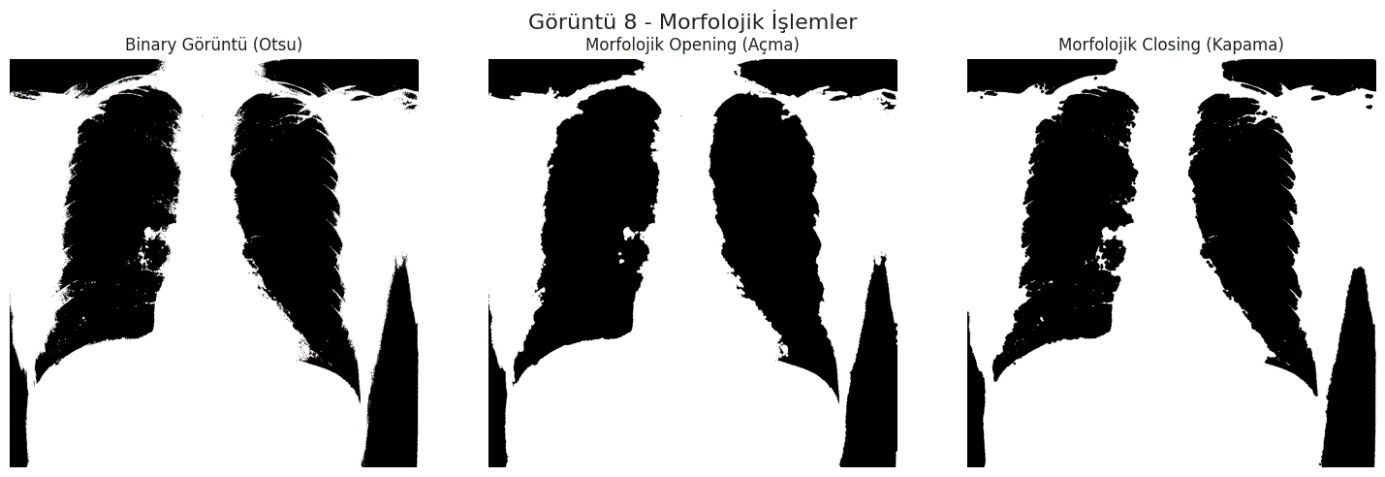 Görüntü 8 - Morfolojik İşlemler
Binary Görüntü (Otsu)
Morfolojik Opening (Açma)
Morfolojik Closing (Kapama)